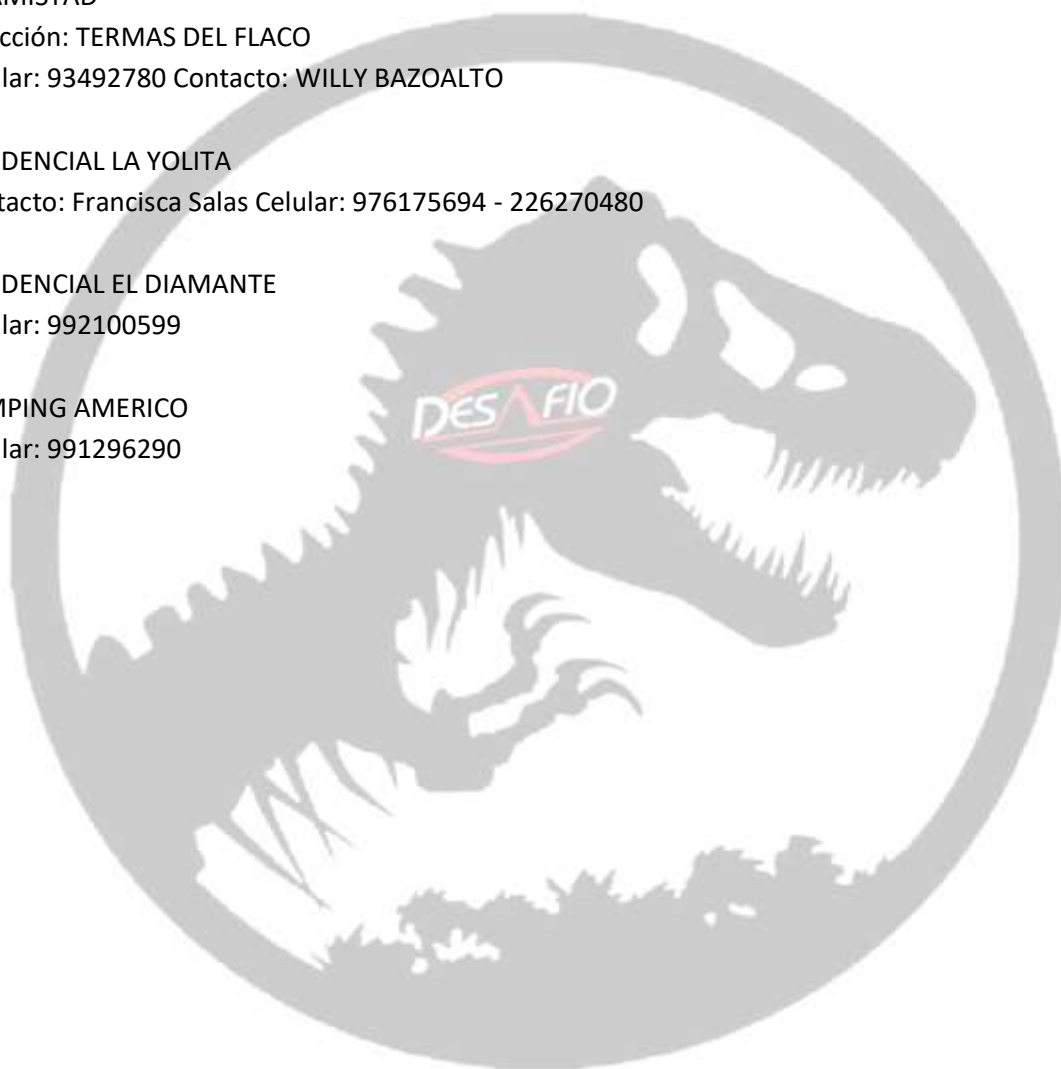 AMISTAD
cción: TERMAS DEL FLACO
lar: 93492780 Contacto: WILLY BAZOALTO
DENCIAL LA YOLITA
tacto: Francisca Salas Celular: 976175694 - 226270480
DENCIAL EL DIAMANTE
lar: 992100599
MPING AMERICO
lar: 991296290
DESAFIO